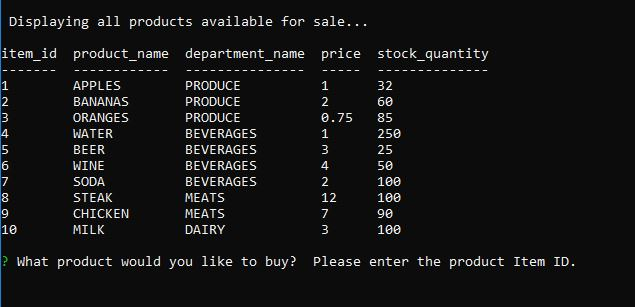 Displaying all products available for sale...
item_id  product_name  department_name  price  stock_quantity
-------  ------------  ---------------  -----  --------------
1        APPLES        PRODUCE          1      32
2        BANANAS       PRODUCE          2      60
3        ORANGES       PRODUCE          0.75   85
4        WATER         BEVERAGES        1      250
5        BEER          BEVERAGES        3      25
6        WINE          BEVERAGES        4      50
7        SODA          BEVERAGES        2      100
8        STEAK         MEATS            12     100
9        CHICKEN       MEATS            7      90
10       MILK          DAIRY            3      100
? What product would you like to buy?  Please enter the product Item ID.